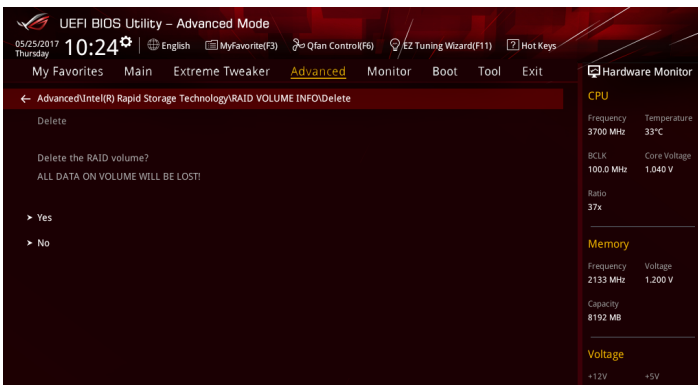 UEFI BIOS Utility – Advanced Mode
05/25/2017 Thursday 10:24 English MyFavorite(F3) Qfan Control(F6) EZ Tuning Wizard(F11) ? Hot Keys
My Favorites Main Extreme Tweaker Advanced Monitor Boot Tool Exit
Hardware Monitor
← Advanced\Intel(R) Rapid Storage Technology\RAID VOLUME INFO\Delete
Delete
Delete the RAID volume?
ALL DATA ON VOLUME WILL BE LOST!
> Yes
> No
CPU
Frequency Temperature
3700 MHz 33°C
BCLK Core Voltage
100.0 MHz 1.040 V
Ratio
37x
Memory
Frequency Voltage
2133 MHz 1.200 V
Capacity
8192 MB
Voltage
+12V +5V